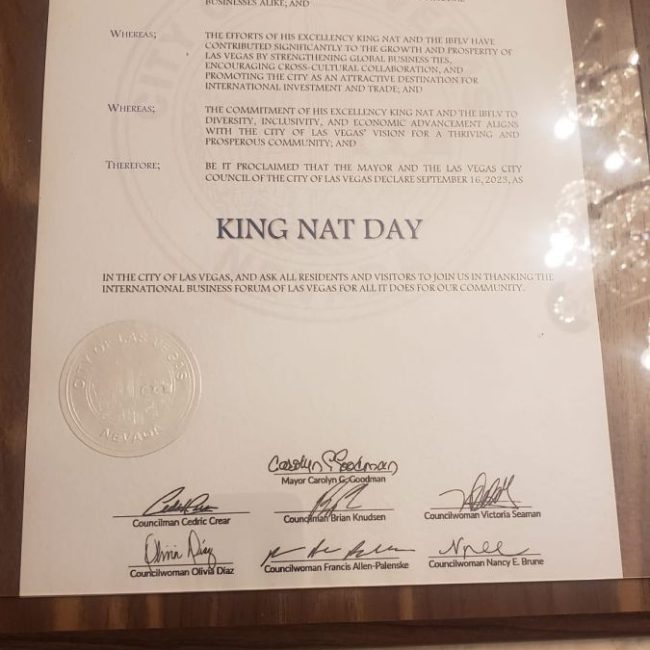 BUSINESSES ALIKE; AND
WHEREAS; THE EFFORTS OF HIS EXCELLENCY KING NAT AND THE IBFLV HAVE
CONTRIBUTED SIGNIFICANTLY TO THE GROWTH AND PROSPERITY OF
LAS VEGAS BY STRENGTHENING GLOBAL BUSINESS TIES,
ENCOURAGING CROSS-CULTURAL COLLABORATION, AND
PROMOTING THE CITY AS AN ATTRACTIVE DESTINATION FOR
INTERNATIONAL INVESTMENT AND TRADE; AND
WHEREAS; THE COMMITMENT OF HIS EXCELLENCY KING NAT AND THE IBFLV TO
DIVERSITY, INCLUSIVITY, AND ECONOMIC ADVANCEMENT ALIGNS
WITH THE CITY OF LAS VEGAS' VISION FOR A THRIVING AND
PROSPEROUS COMMUNITY; AND
THEREFORE; BE IT PROCLAIMED THAT THE MAYOR AND THE LAS VEGAS CITY
COUNCIL OF THE CITY OF LAS VEGAS DECLARE SEPTEMBER 16, 2023, AS
KING NAT DAY
IN THE CITY OF LAS VEGAS, AND ASK ALL RESIDENTS AND VISITORS TO JOIN US IN THANKING THE
INTERNATIONAL BUSINESS FORUM OF LAS VEGAS FOR ALL IT DOES FOR OUR COMMUNITY.
CITY OF LAS VEGAS
NEVADA
Carolyn G. Goodman
Mayor Carolyn G. Goodman
Councilman Cedric Crear
Councilman Brian Knudsen
Councilwoman Victoria Seaman
Olivia Díaz
Councilwoman Olivia Diaz
Councilwoman Francis Allen-Palenske
Councilwoman Nancy E. Brune